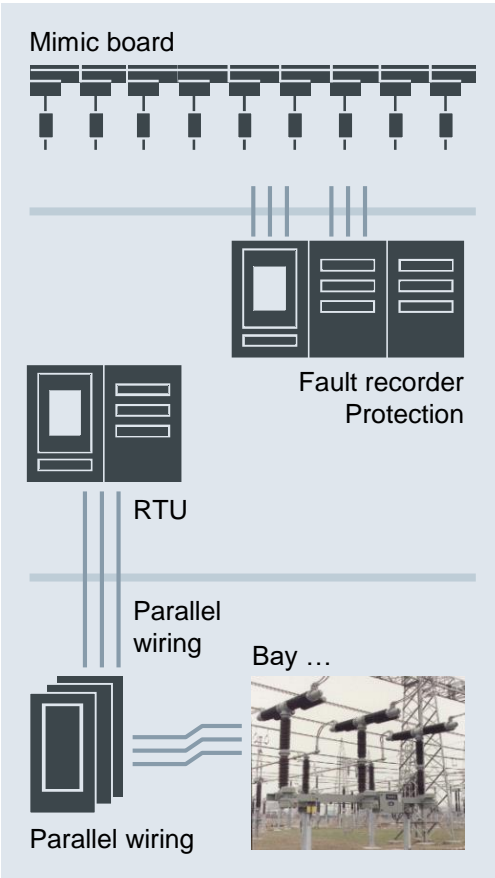 Mimic board
Fault recorder
Protection
RTU
Parallel
wiring
Bay …
Parallel wiring